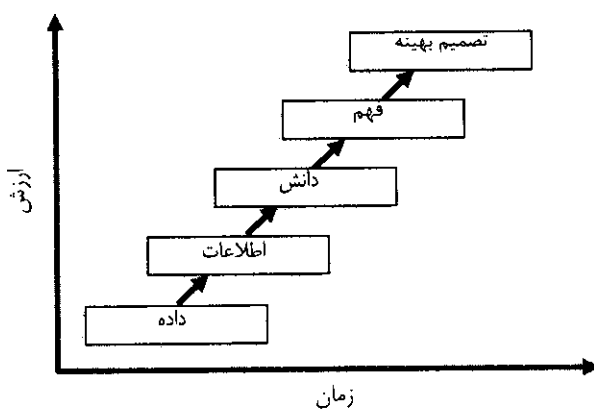 تصمیم بهینه
فهم
دانش
اطلاعات
داده
ارزش
زمان